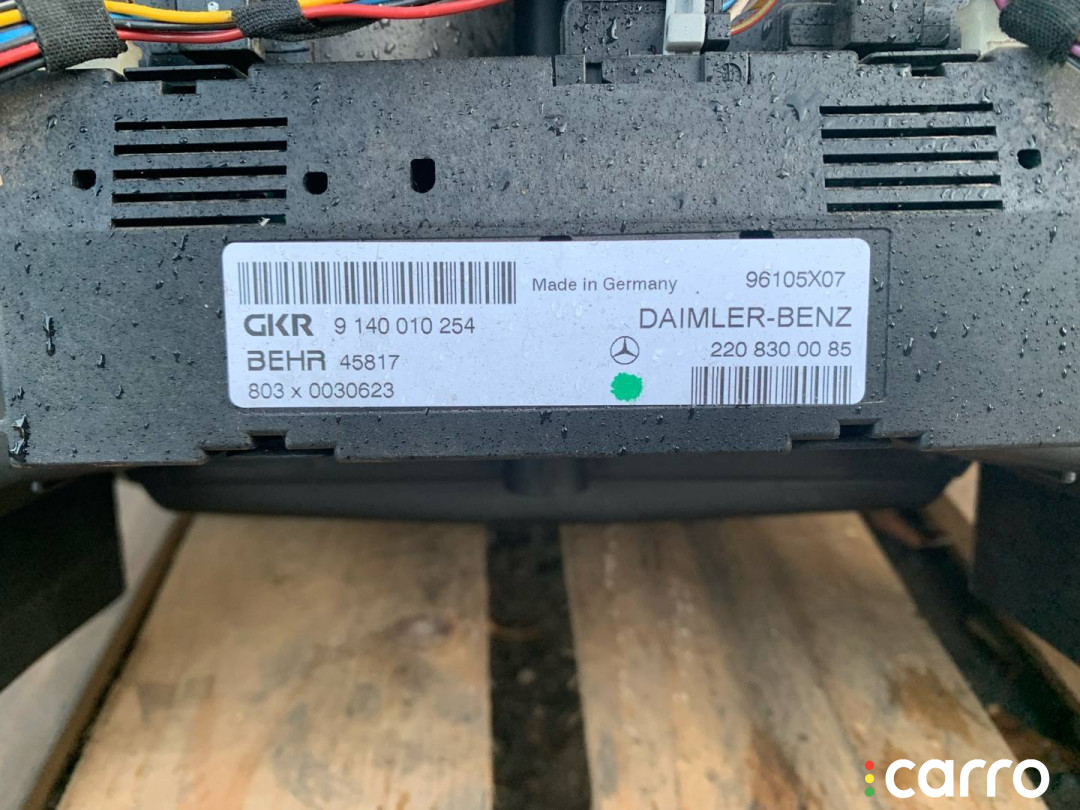 Made in Germany 96105X07
GKR 9 140 010 254 DAIMLER-BENZ
BEHR 45817 220 830 00 85
803 x 0030623
carro